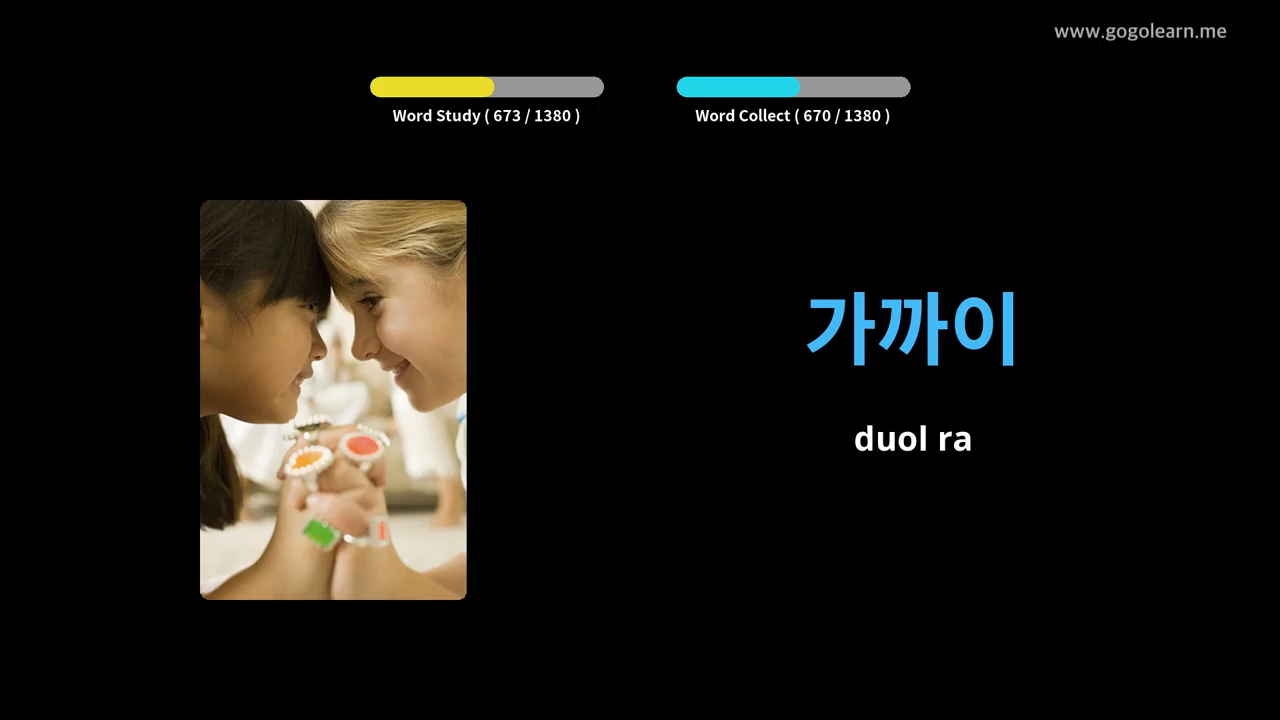 www.gogolearn.me
Word Study ( 673 / 1380 )
Word Collect ( 670 / 1380 )
가까이
duol ra